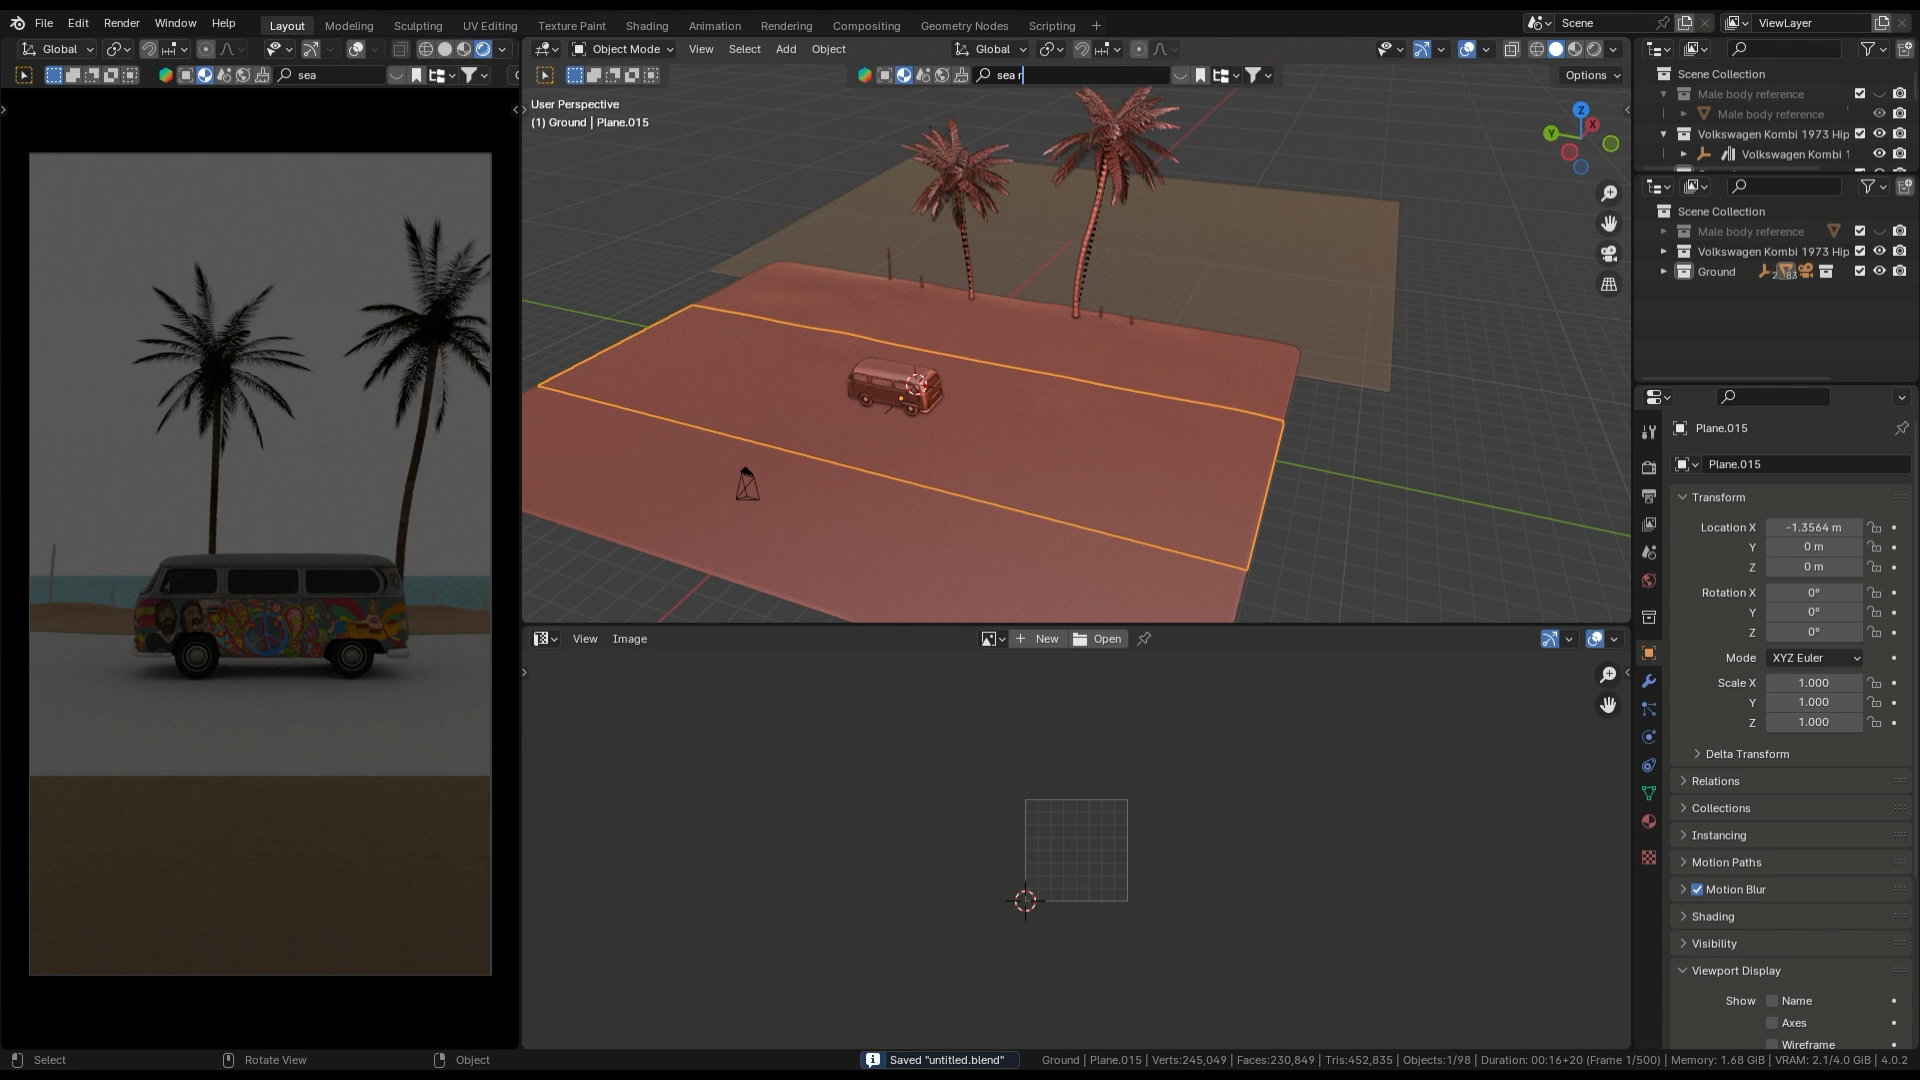 File Edit Render Window Help
Layout Modeling Sculpting UV Editing Texture Paint Shading Animation Rendering Compositing Geometry Nodes Scripting
Scene
ViewLayer
Global
Object Mode View Select Add Object
Global
sea
sea r
Options
User Perspective
(1) Ground | Plane.015
Z
X
Y
Scene Collection
Male body reference
Male body reference
Volkswagen Kombi 1973 Hip
Volkswagen Kombi 1
Scene Collection
Male body reference
Volkswagen Kombi 1973 Hip
Ground
Plane.015
Plane.015
Transform
Location X -1.3564 m
Y 0 m
Z 0 m
Rotation X 0°
Y 0°
Z 0°
Mode XYZ Euler
Scale X 1.000
Y 1.000
Z 1.000
Delta Transform
Relations
Collections
Instancing
Motion Paths
Motion Blur
Shading
Visibility
Viewport Display
Show Name
Axes
Wireframe
View Image
New Open
Select
Rotate View
Object
Saved "untitled.blend"
Ground | Plane.015 | Verts:245,049 | Faces:230,849 | Tris:452,835 | Objects:1/98 | Duration: 00:16+20 (Frame 1/500) | Memory: 1.68 GiB | VRAM: 2.1/4.0 GiB | 4.0.2